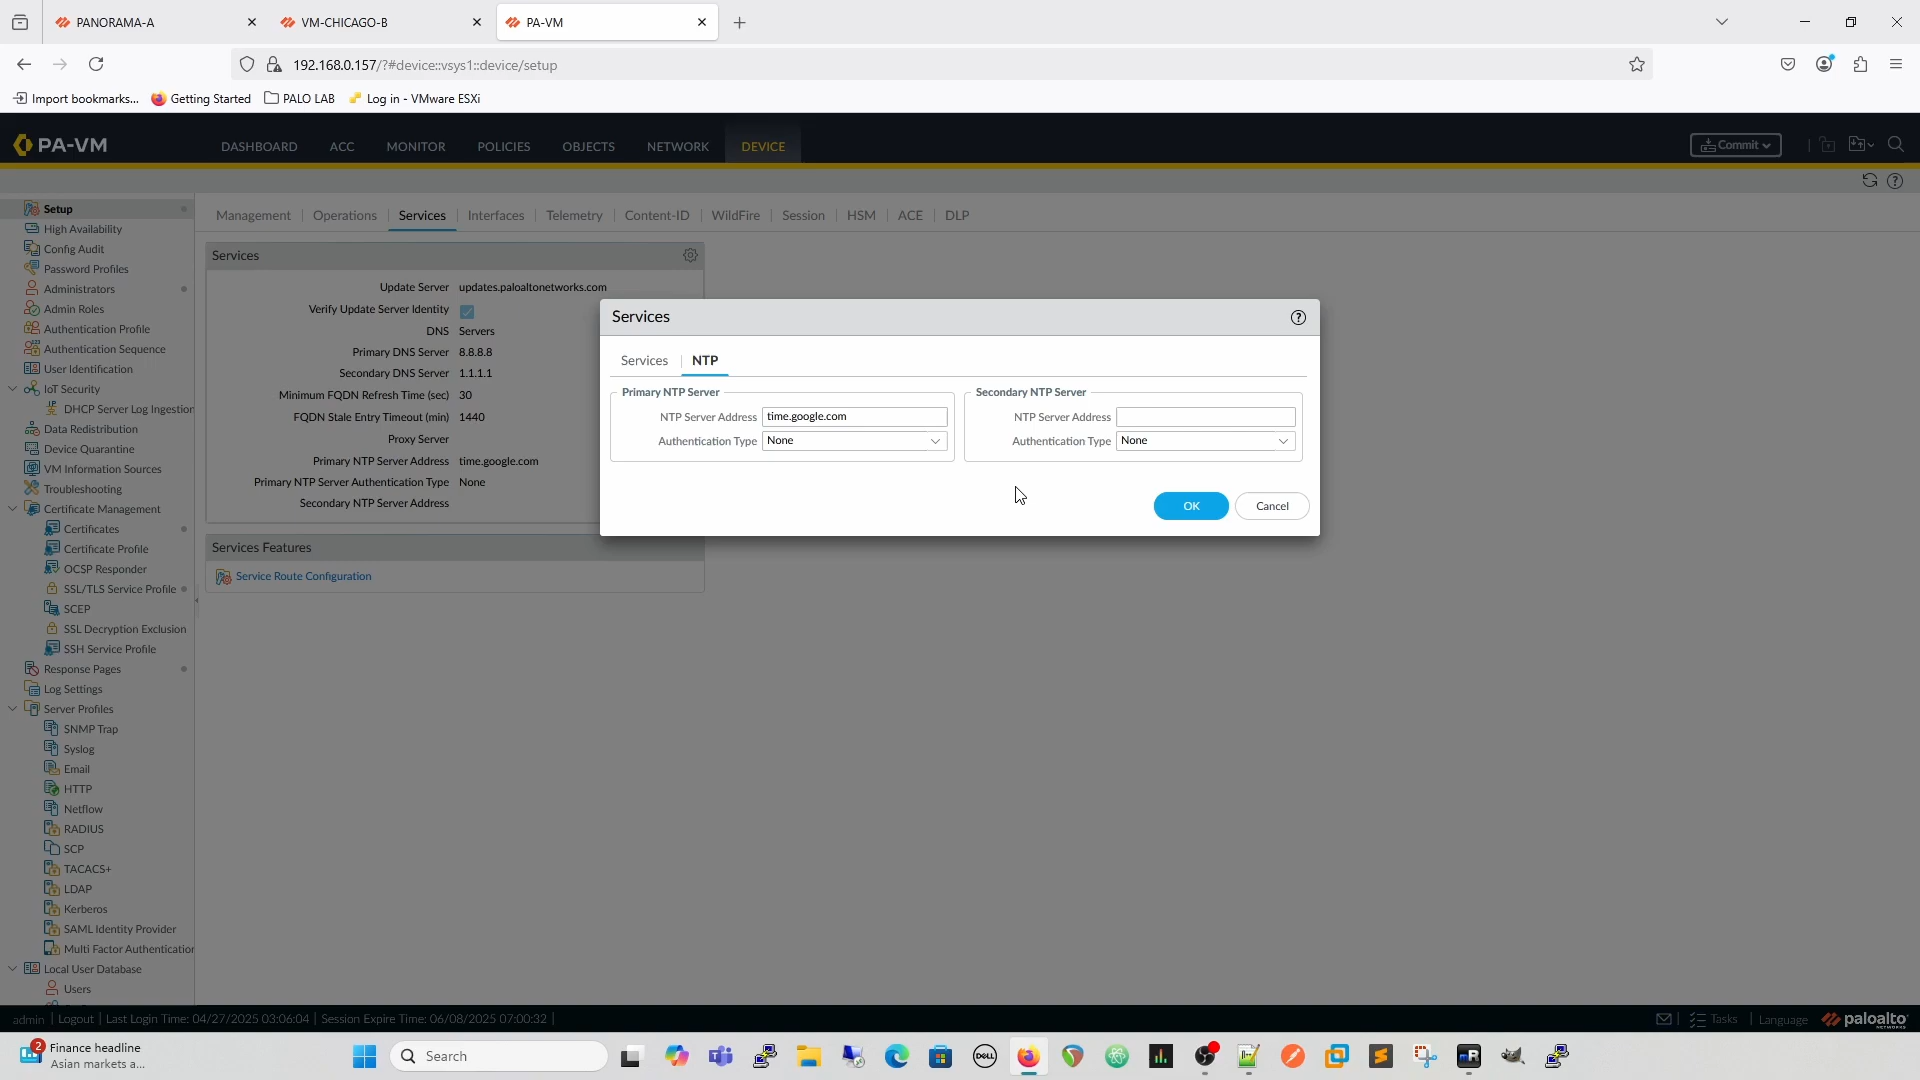 PANORAMA-A
VM-CHICAGO-B
PA-VM
192.168.0.157/?#device::vsys1::device/setup
Import bookmarks...
Getting Started
PALO LAB
Log in - VMware ESXi
PA-VM
DASHBOARD
ACC
MONITOR
POLICIES
OBJECTS
NETWORK
DEVICE
Commit
Setup
High Availability
Config Audit
Password Profiles
Administrators
Admin Roles
Authentication Profile
Authentication Sequence
User Identification
IoT Security
DHCP Server Log Ingestion
Data Redistribution
Device Quarantine
VM Information Sources
Troubleshooting
Certificate Management
Certificates
Certificate Profile
OCSP Responder
SSL/TLS Service Profile
SCEP
SSL Decryption Exclusion
SSH Service Profile
Response Pages
Log Settings
Server Profiles
SNMP Trap
Syslog
Email
HTTP
Netflow
RADIUS
SCP
TACACS+
LDAP
Kerberos
SAML Identity Provider
Multi Factor Authentication
Local User Database
Users
Management
Operations
Services
Interfaces
Telemetry
Content-ID
WildFire
Session
HSM
ACE
DLP
Services
Update Server updates.paloaltonetworks.com
Verify Update Server Identity
DNS Servers
Primary DNS Server 8.8.8.8
Secondary DNS Server 1.1.1.1
Minimum FQDN Refresh Time (sec) 30
FQDN Stale Entry Timeout (min) 1440
Proxy Server
Primary NTP Server Address time.google.com
Primary NTP Server Authentication Type None
Secondary NTP Server Address
Services Features
Service Route Configuration
Services
Services
NTP
Primary NTP Server
NTP Server Address time.google.com
Authentication Type None
Secondary NTP Server
NTP Server Address
Authentication Type None
OK
Cancel
admin | Logout | Last Login Time: 04/27/2025 03:06:04 | Session Expire Time: 06/08/2025 07:00:32 |
Tasks | Language
paloalto
NETWORKS
2
Finance headline
Asian markets a...
Search
DELL